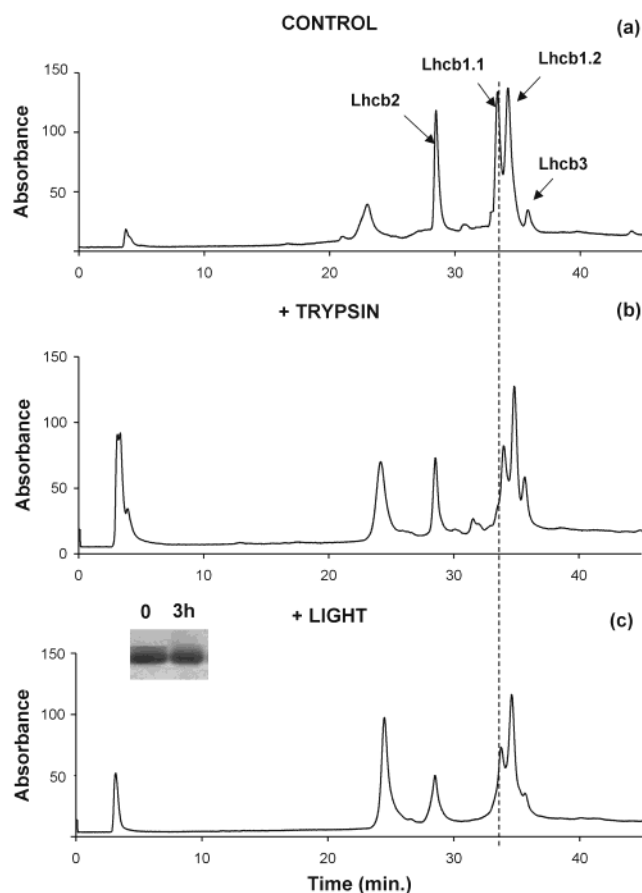 CONTROL
(a)
150
100
50
0
Absorbance
Lhcb2
Lhcb1.1
Lhcb1.2
Lhcb3
0 10 20 30 40
+ TRYPSIN
(b)
150
100
50
0
Absorbance
0 10 20 30 40
+ LIGHT
(c)
0 3h
150
100
50
0
Absorbance
0 10 20 30 40
Time (min.)